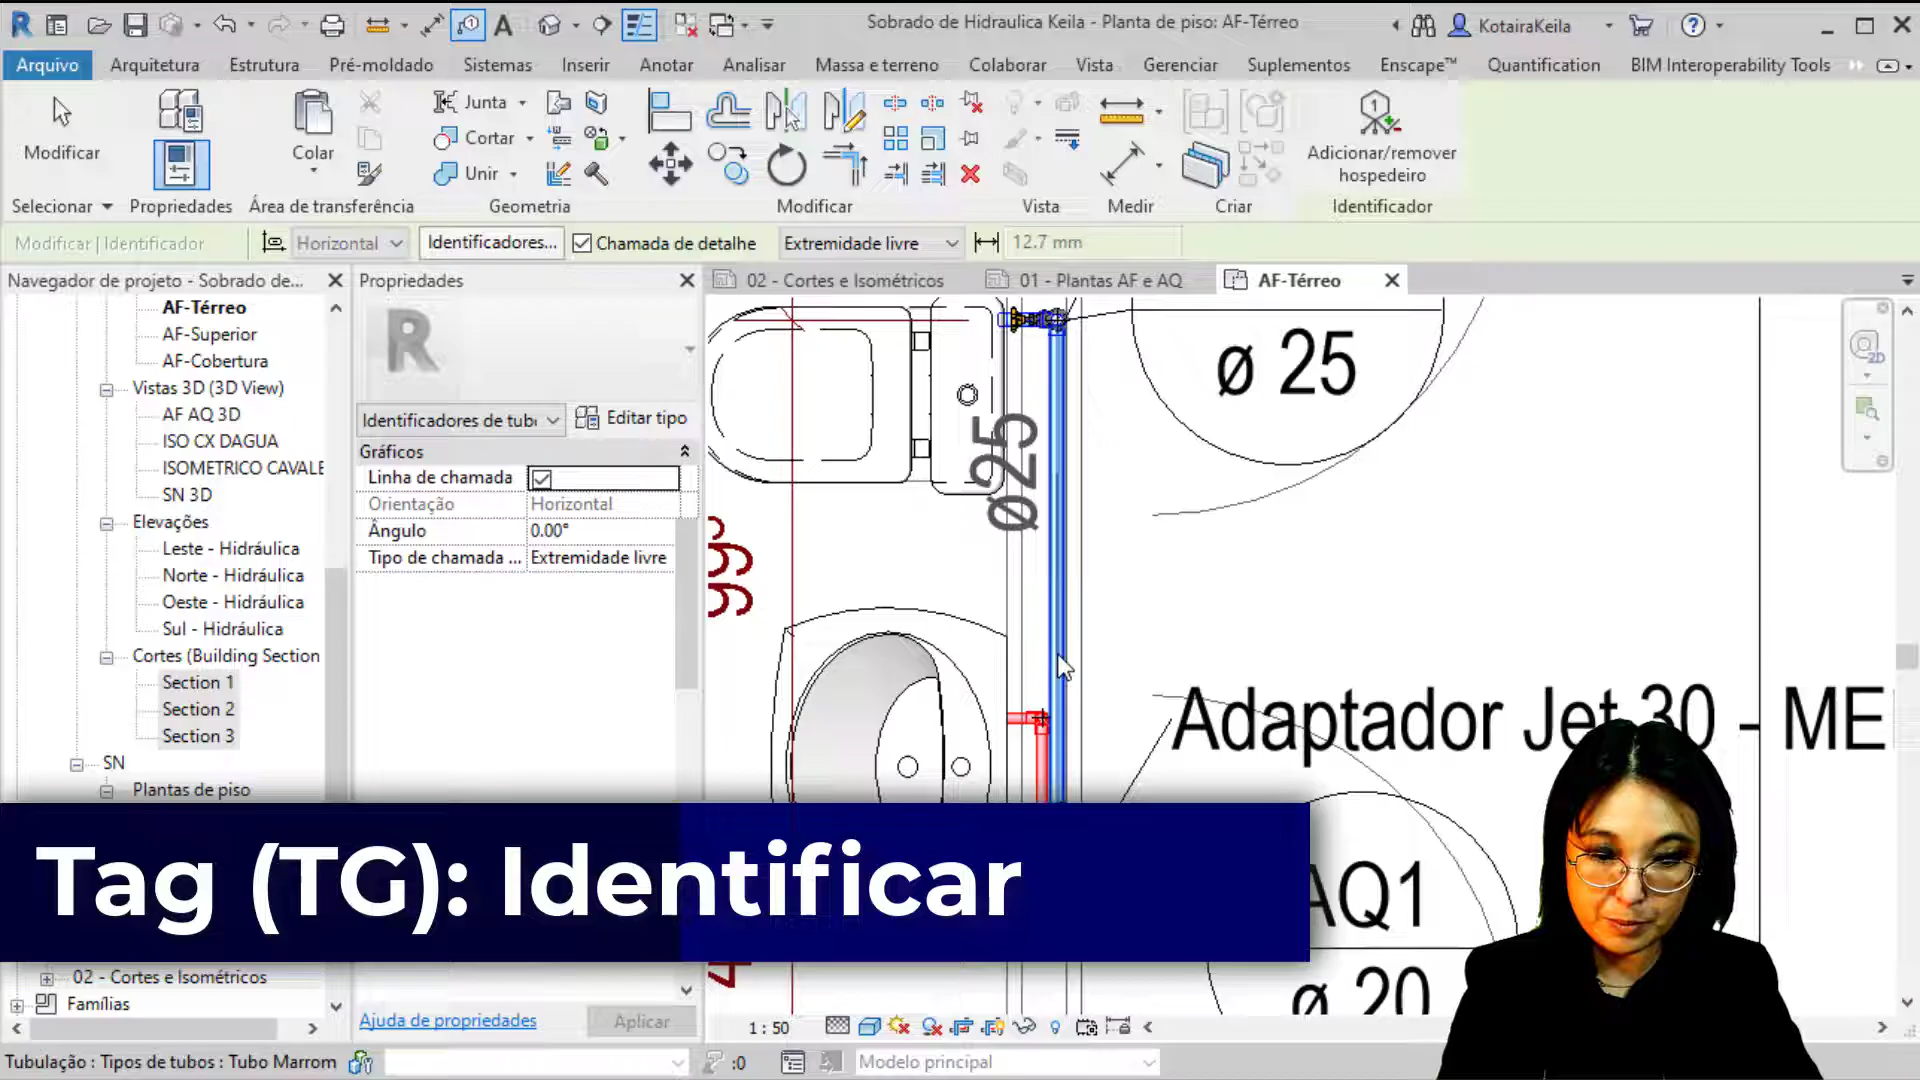 Sobrado de Hidraulica Keila - Planta de piso: AF-Térreo
KotairaKeila
Arquivo Arquitetura Estrutura Pré-moldado Sistemas Inserir Anotar Analisar Massa e terreno Colaborar Vista Gerenciar Suplementos Enscape™ Quantification BIM Interoperability Tools
Modificar
Colar
Junta
Cortar
Unir
Adicionar/remover
hospedeiro
Selecionar Propriedades Área de transferência Geometria Modificar Vista Medir Criar Identificador
Modificar | Identificador Horizontal Identificadores... Chamada de detalhe Extremidade livre 12.7 mm
Navegador de projeto - Sobrado de...
AF-Térreo
AF-Superior
AF-Cobertura
Vistas 3D (3D View)
AF AQ 3D
ISO CX DAGUA
ISOMETRICO CAVALE
SN 3D
Elevações
Leste - Hidráulica
Norte - Hidráulica
Oeste - Hidráulica
Sul - Hidráulica
Cortes (Building Section
Section 1
Section 2
Section 3
SN
Plantas de piso
02 - Cortes e Isométricos
Famílias
Propriedades
R
Identificadores de tub
Editar tipo
Gráficos
Linha de chamada
Orientação Horizontal
Ângulo 0.00°
Tipo de chamada ... Extremidade livre
Ajuda de propriedades Aplicar
02 - Cortes e Isométricos 01 - Plantas AF e AQ AF-Térreo
2D
ø 25
ø25
Adaptador Jet 30 - ME
AQ1
ø 20
Tag (TG): Identificar
1 : 50
Tubulação : Tipos de tubos : Tubo Marrom
:0
Modelo principal